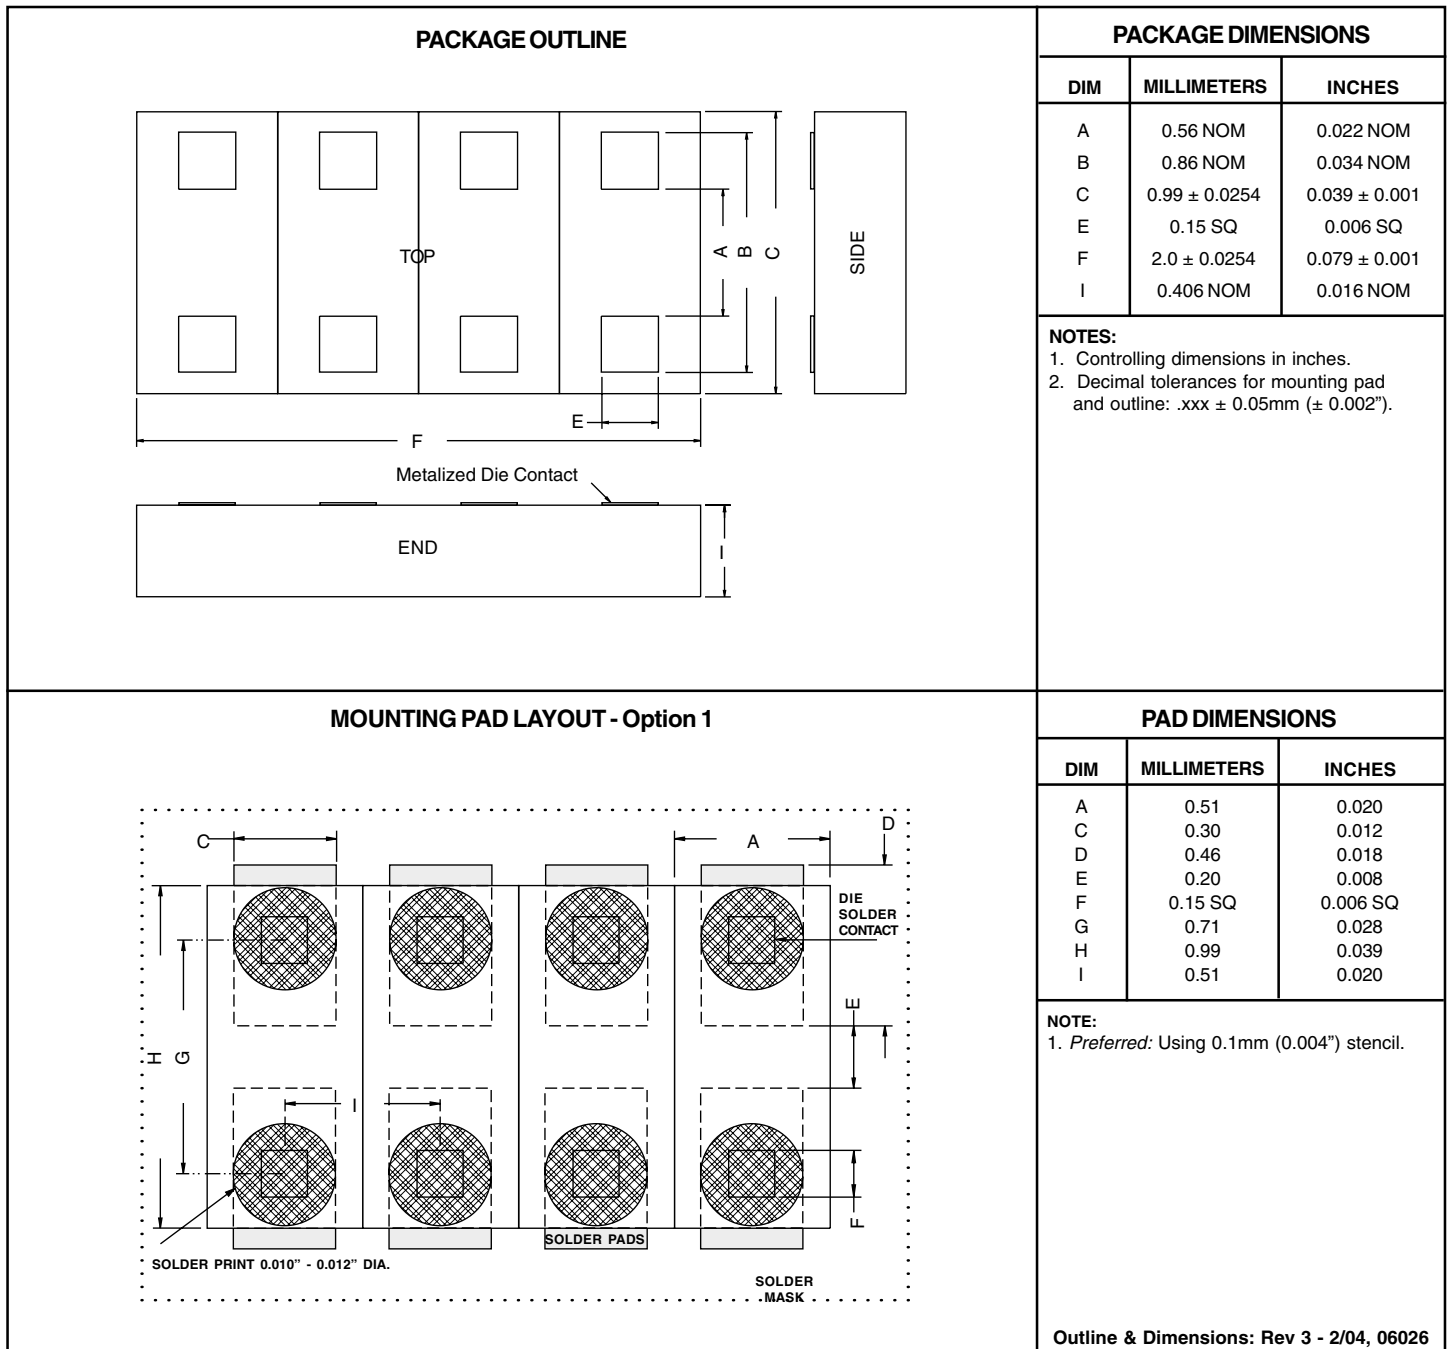 PACKAGE OUTLINE
TOP
A
B
C
SIDE
E
F
Metalized Die Contact
END
I
PACKAGE DIMENSIONS
DIM MILLIMETERS INCHES
A 0.56 NOM 0.022 NOM
B 0.86 NOM 0.034 NOM
C 0.99 ± 0.0254 0.039 ± 0.001
E 0.15 SQ 0.006 SQ
F 2.0 ± 0.0254 0.079 ± 0.001
I 0.406 NOM 0.016 NOM
NOTES:
1. Controlling dimensions in inches.
2. Decimal tolerances for mounting pad
and outline: .xxx ± 0.05mm (± 0.002”).
MOUNTING PAD LAYOUT - Option 1
C
A
D
DIE
SOLDER
CONTACT
E
H
G
I
F
SOLDER PADS
SOLDER PRINT 0.010” - 0.012” DIA.
SOLDER
MASK
PAD DIMENSIONS
DIM MILLIMETERS INCHES
A 0.51 0.020
C 0.30 0.012
D 0.46 0.018
E 0.20 0.008
F 0.15 SQ 0.006 SQ
G 0.71 0.028
H 0.99 0.039
I 0.51 0.020
NOTE:
1. Preferred: Using 0.1mm (0.004”) stencil.
Outline & Dimensions: Rev 3 - 2/04, 06026